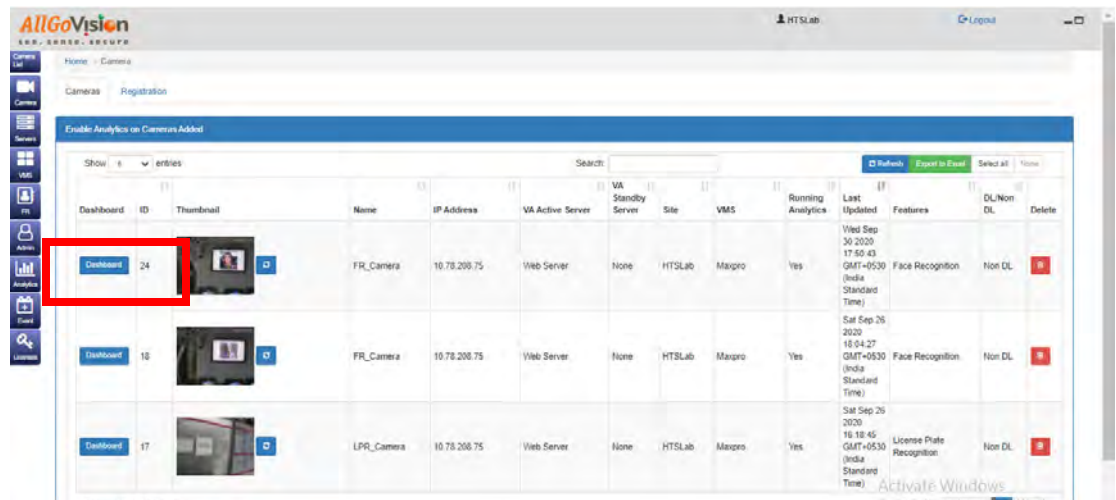 AllGoVision
see. sense. secure
HTSLab
Logout
Camera List
Home Camera
Camera
Cameras Registration
Servers
Enable Analytics on Cameras Added
VMS
Show entries
Search:
Refresh Export to Excel Select all None
FR
Dashboard ID Thumbnail Name IP Address VA Active Server VA Standby Server Site VMS Running Analytics Last Updated Features DL/Non DL Delete
Admin
Analytics
Event
Licenses
Dashboard 24 FR_Camera 10.78.208.75 Web Server None HTSLab Maxpro Yes
Wed Sep
30 2020
17:50:43
GMT+0530
(India
Standard
Time)
Face Recognition Non DL
Dashboard 18 FR_Camera 10.78.208.75 Web Server None HTSLab Maxpro Yes
Sat Sep 26
2020
18:04:27
GMT+0530
(India
Standard
Time)
Face Recognition Non DL
Dashboard 17 LPR_Camera 10.78.208.75 Web Server None HTSLab Maxpro Yes
Sat Sep 26
2020
16:18:45
GMT+0530
(India
Standard
Time)
License Plate
Recognition
Non DL
Activate Windows